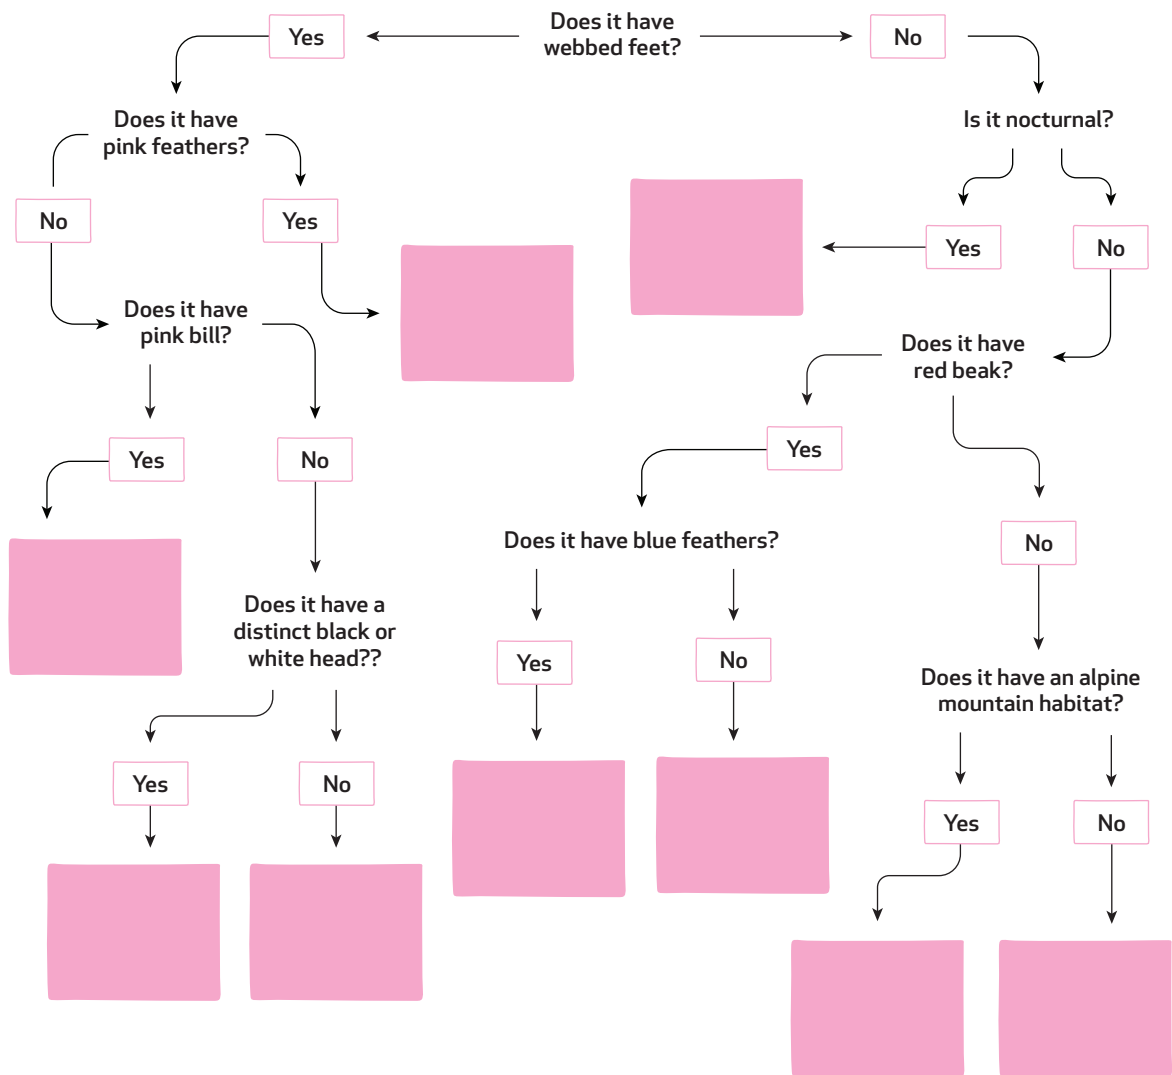 Does it have
webbed feet?
Yes
No
Does it have
pink feathers?
Is it nocturnal?
No
Yes
Yes
No
Does it have
pink bill?
Does it have
red beak?
Yes
No
Yes
Does it have blue feathers?
No
Does it have a
distinct black or
white head??
Yes
No
Does it have an alpine
mountain habitat?
Yes
No
Yes
No